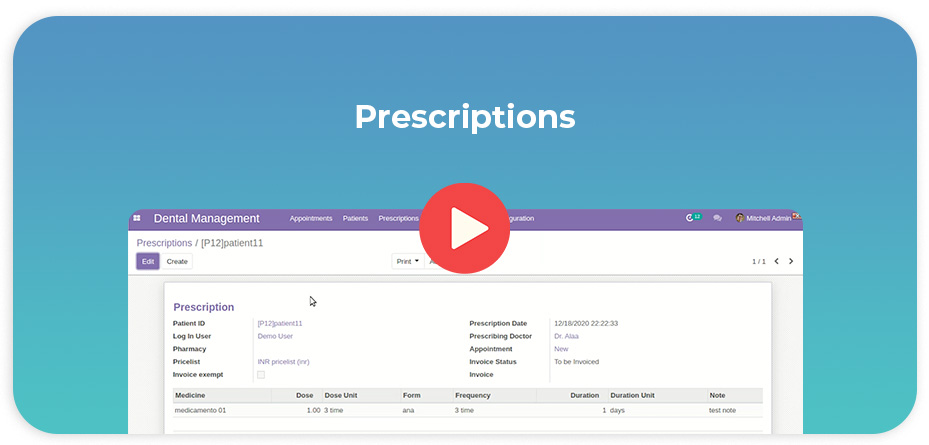 Prescriptions
Dental Management Appointments Patients Prescriptions guration 12 Mitchell Admin
Prescriptions / [P12]patient11
Edit Create Print 1 / 1
Prescription
Patient ID [P12]patient11 Prescription Date 12/18/2020 22:22:33
Log In User Demo User Prescribing Doctor Dr. Alaa
Pharmacy Appointment New
Pricelist INR pricelist (inr) Invoice Status To be Invoiced
Invoice exempt Invoice
Medicine Dose Dose Unit Form Frequency Duration Duration Unit Note
medicamento 01 1.00 3 time ana 3 time 1 days test note